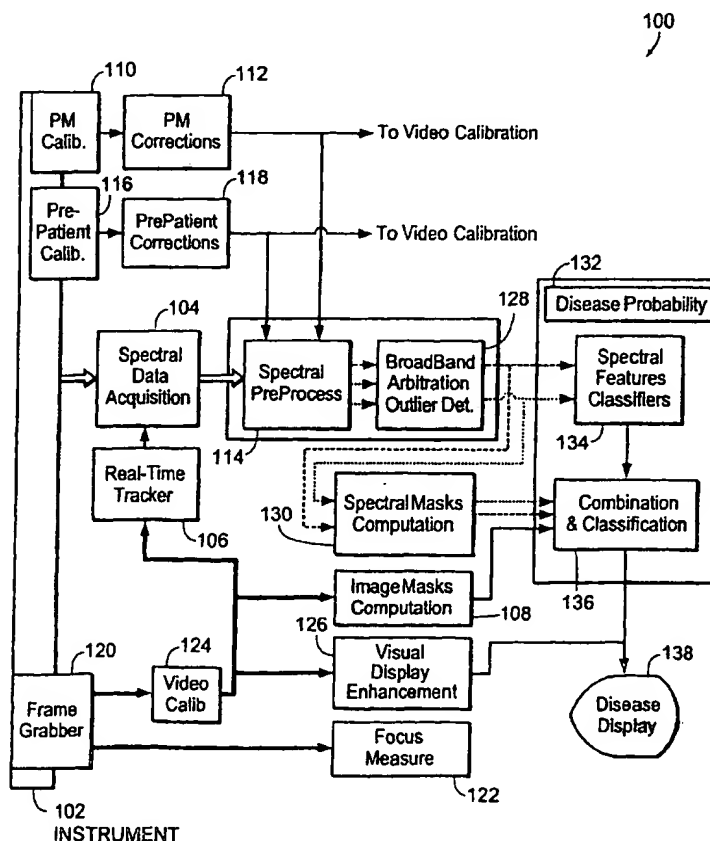 100
110
112
PM
Calib.
PM
Corrections
To Video Calibration
116
118
Pre-
Patient
Calib.
PrePatient
Corrections
To Video Calibration
132
Disease Probability
104
128
Spectral
Data
Acquisition
Spectral
PreProcess
BroadBand
Arbitration
Outlier Det.
Spectral
Features
Classifiers
114
134
Real-Time
Tracker
106
130
Spectral Masks
Computation
Combination
& Classification
136
Image Masks
Computation
108
120
124
126
138
Frame
Grabber
Video
Calib
Visual
Display
Enhancement
Disease
Display
Focus
Measure
122
102
INSTRUMENT